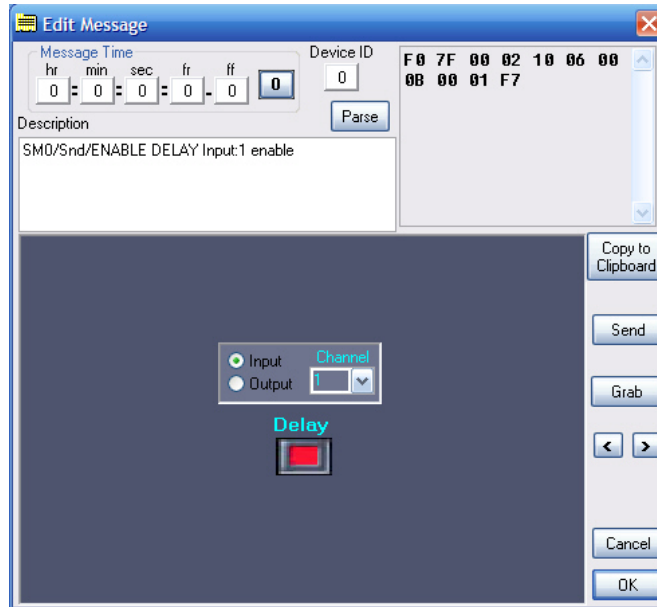 Edit Message
Message Time
hr min sec fr ff
0 : 0 : 0 : 0 . 0 0
Device ID
0
Parse
Description
SM0/Snd/ENABLE DELAY Input:1 enable
F0 7F 00 02 10 06 00
0B 00 01 F7
Copy to
Clipboard
Input
Output
Channel
1
Delay
Send
Grab
< >
Cancel
OK